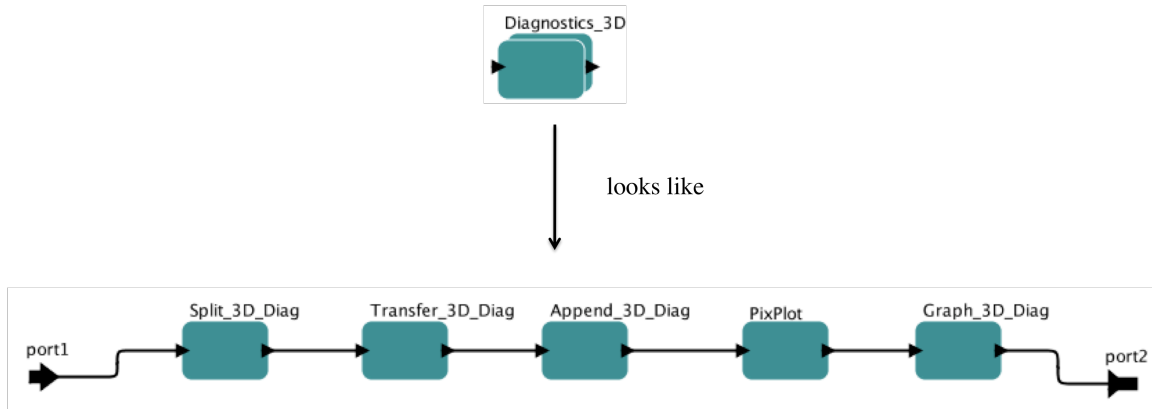 Diagnostics_3D
looks like
Split_3D_Diag
Transfer_3D_Diag
Append_3D_Diag
PixPlot
Graph_3D_Diag
port1
port2